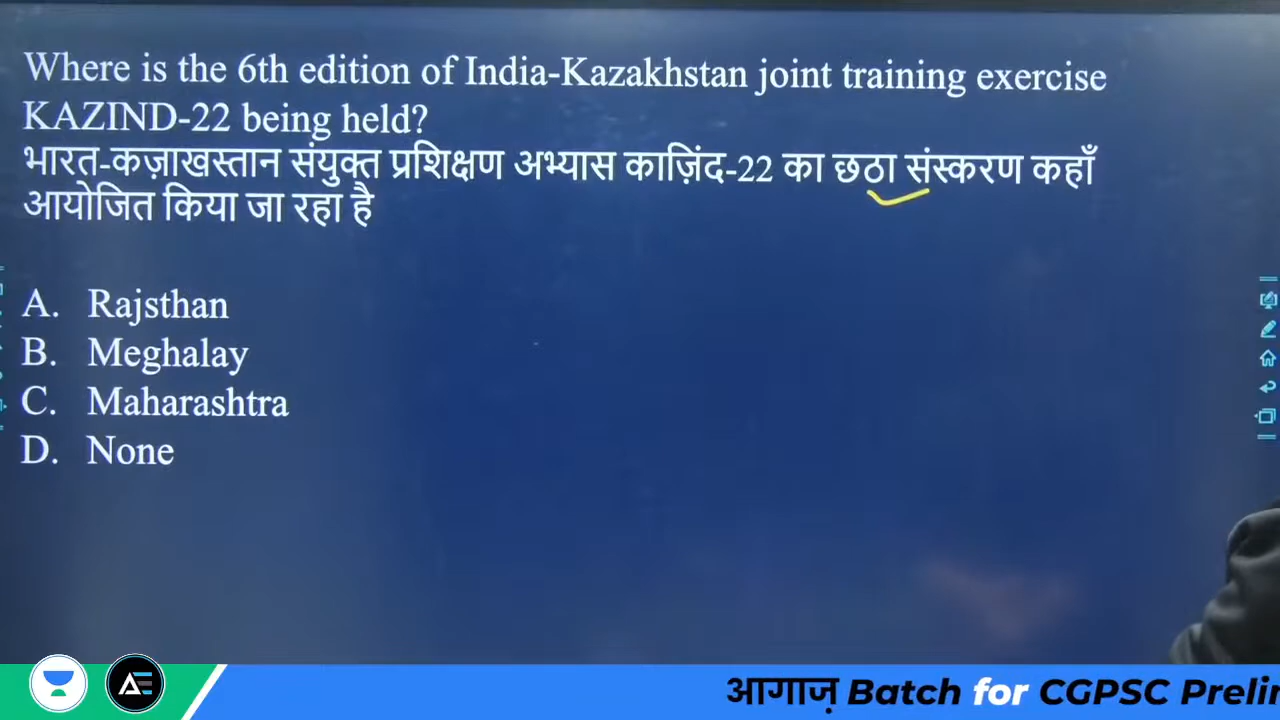 Where is the 6th edition of India-Kazakhstan joint training exercise
KAZIND-22 being held?
भारत-कज़ाखस्तान संयुक्त प्रशिक्षण अभ्यास काज़िंद-22 का छठा संस्करण कहाँ
आयोजित किया जा रहा है
A. Rajsthan
B. Meghalay
C. Maharashtra
D. None
आगाज़ Batch for CGPSC Prelin